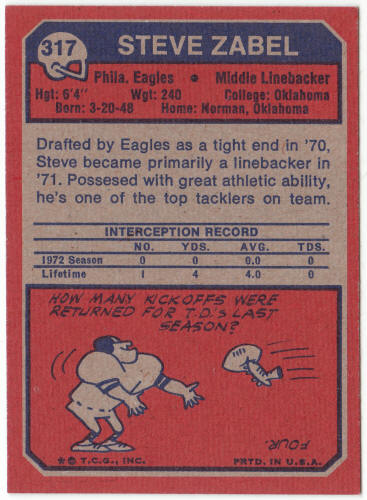 317
STEVE ZABEL
Phila. Eagles • Middle Linebacker
Hgt: 6'4" Wgt: 240 College: Oklahoma
Born: 3-20-48 Home: Norman, Oklahoma
Drafted by Eagles as a tight end in '70,
Steve became primarily a linebacker in
'71. Possesed with great athletic ability,
he's one of the top tacklers on team.
INTERCEPTION RECORD
NO. YDS. AVG. TDS.
1972 Season 0 0 0.0 0
Lifetime 1 4 4.0 0
HOW MANY KICKOFFS WERE
RETURNED FOR T.D.'S LAST
SEASON?
FOUR.
* © T.C.G., INC. PRTD. IN U.S.A.